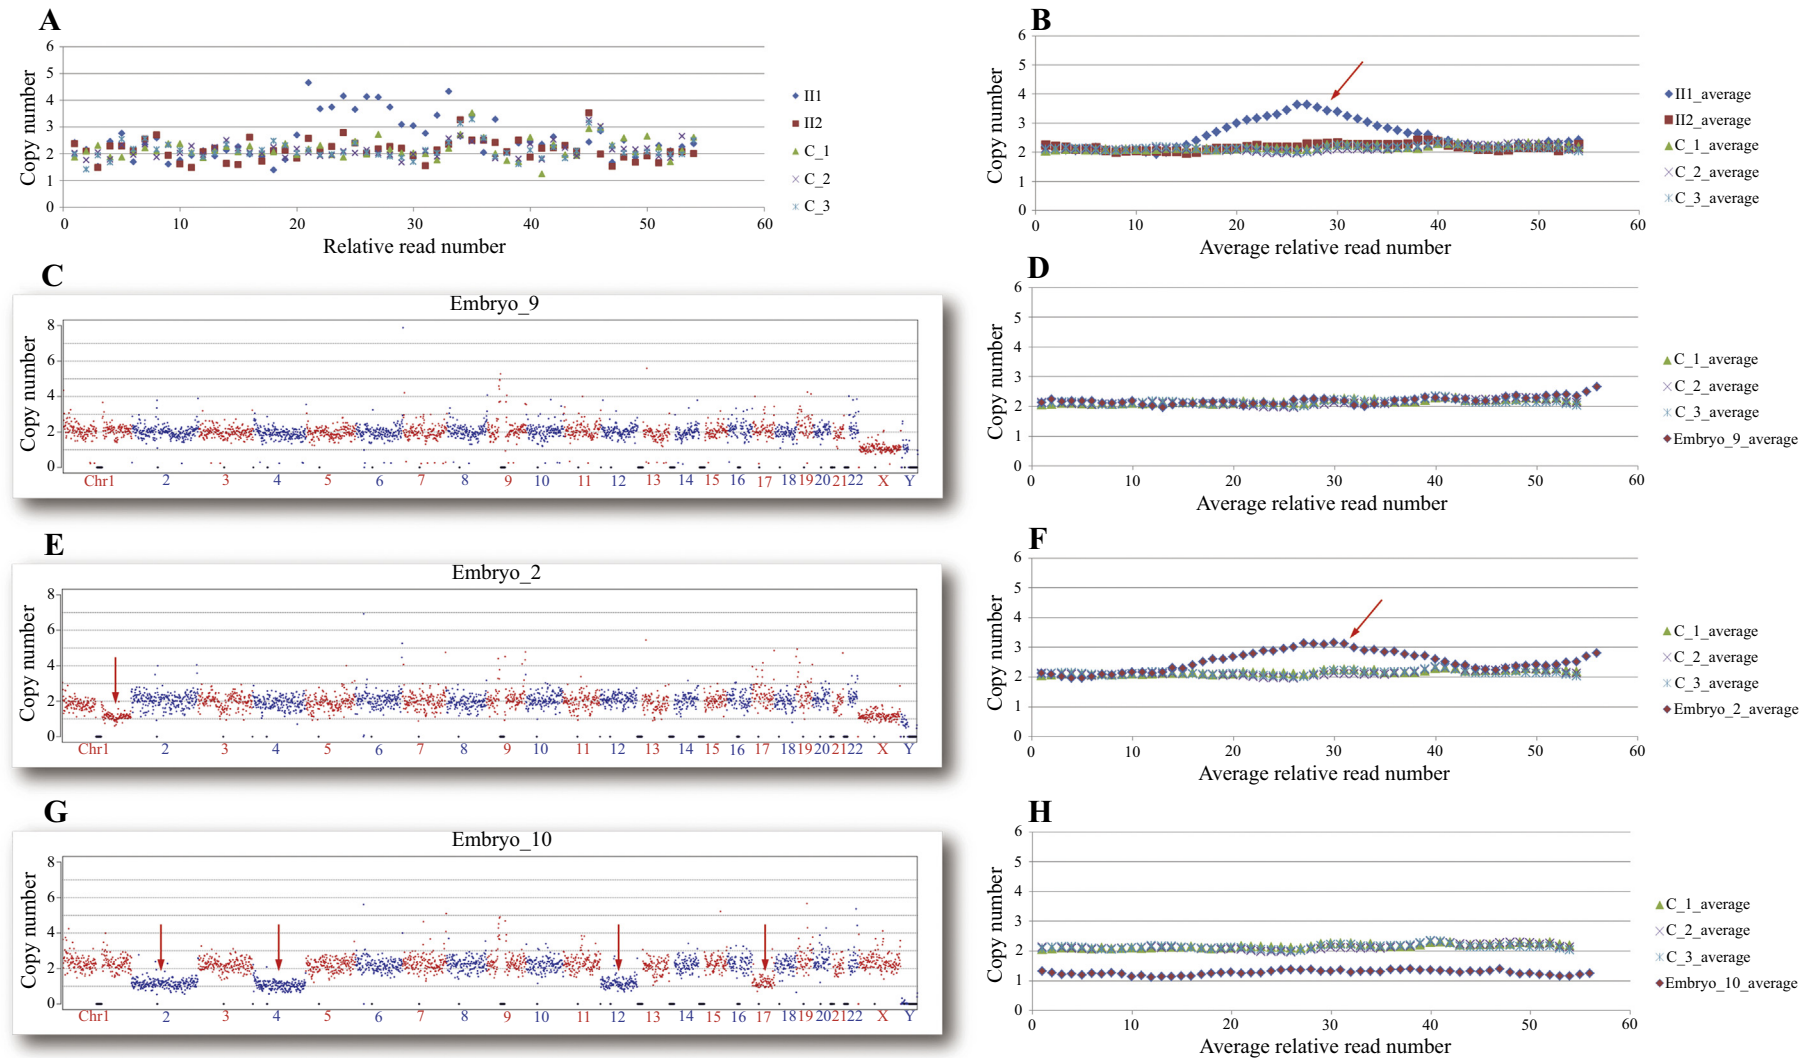 A
6
5
4
3
2
1
0
Copy number
0 10 20 30 40 50 60
Relative read number
II1
II2
C_1
C_2
C_3
B
6
5
4
3
2
1
0
Copy number
0 10 20 30 40 50 60
Average relative read number
II1_average
II2_average
C_1_average
C_2_average
C_3_average
C
Embryo_9
8
6
4
2
0
Copy number
Chr1 2 3 4 5 6 7 8 9 10 11 12 13 14 15 16 17 18 19 20 21 22 X Y
D
6
5
4
3
2
1
0
Copy number
0 10 20 30 40 50 60
Average relative read number
C_1_average
C_2_average
C_3_average
Embryo_9_average
E
Embryo_2
8
6
4
2
0
Copy number
Chr1 2 3 4 5 6 7 8 9 10 11 12 13 14 15 16 17 18 19 20 21 22 X Y
F
6
5
4
3
2
1
0
Copy number
0 10 20 30 40 50 60
Average relative read number
C_1_average
C_2_average
C_3_average
Embryo_2_average
G
Embryo_10
8
6
4
2
0
Copy number
Chr1 2 3 4 5 6 7 8 9 10 11 12 13 14 15 16 17 18 19 20 21 22 X Y
H
6
5
4
3
2
1
0
Copy number
0 10 20 30 40 50 60
Average relative read number
C_1_average
C_2_average
C_3_average
Embryo_10_average